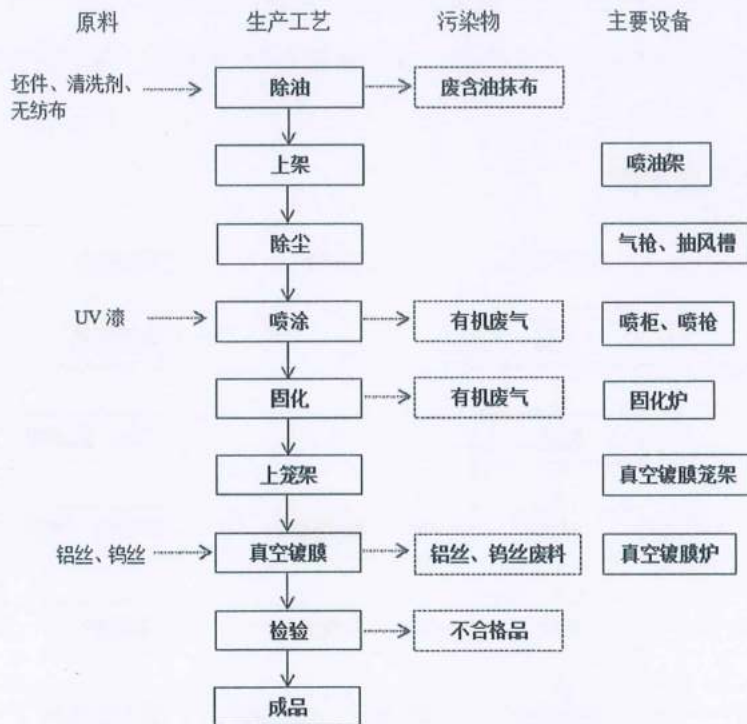 原料 生产工艺 污染物 主要设备
坯件、清洗剂、 除油 废含油抹布
无纺布
上架 喷油架
除尘 气枪、抽风槽
UV 漆 喷涂 有机废气 喷柜、喷枪
固化 有机废气 固化炉
上笼架 真空镀膜笼架
铝丝、钨丝 真空镀膜 铝丝、钨丝废料 真空镀膜炉
检验 不合格品
成品